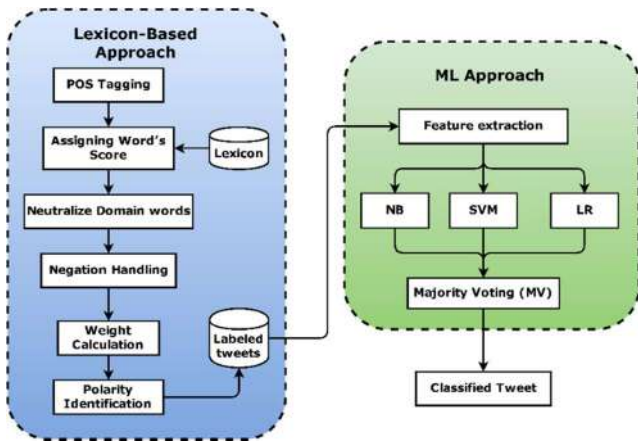 Lexicon-Based
Approach
POS Tagging
Assigning Word's
Score
Lexicon
Neutralize Domain words
Negation Handling
Weight
Calculation
Polarity
Identification
Labeled
tweets
ML Approach
Feature extraction
NB
SVM
LR
Majority Voting (MV)
Classified Tweet